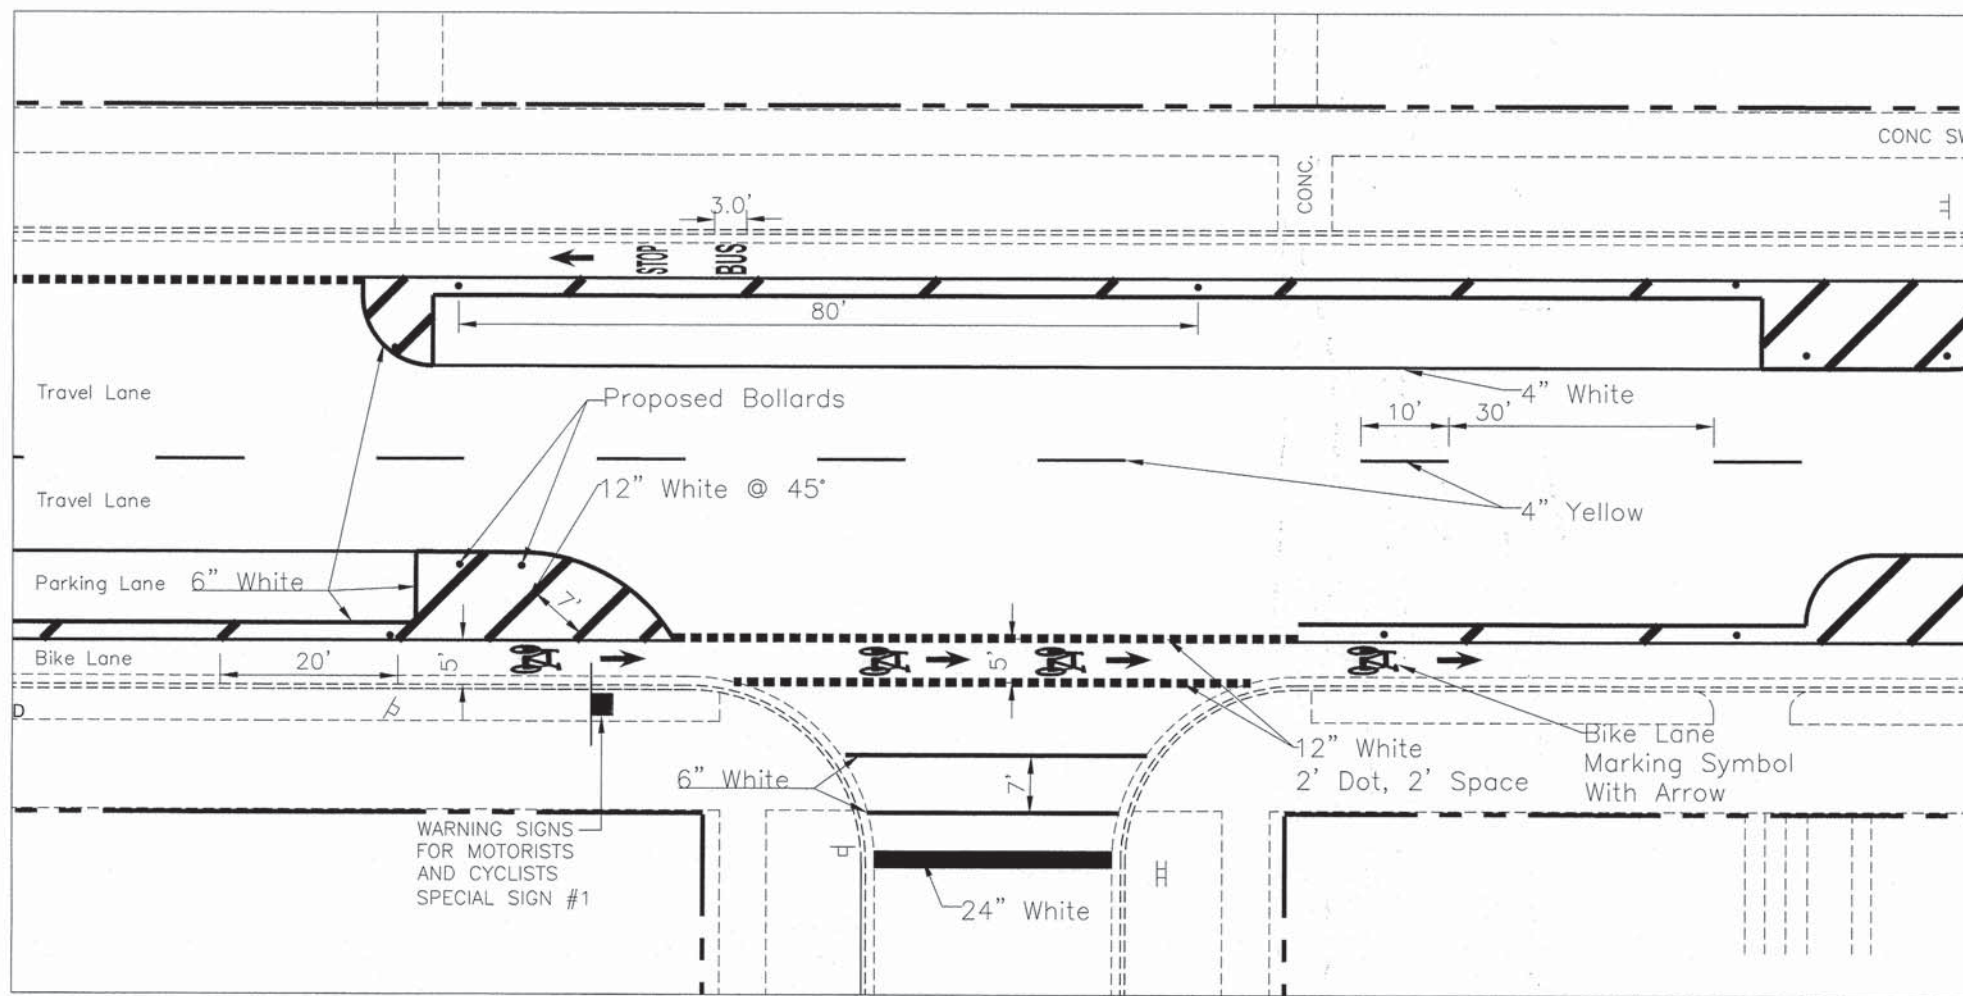 CONC SW
CONC.
3.0'
STOP
BUS
80'
Travel Lane
4" White
Proposed Bollards
10'
30'
12" White @ 45°
Travel Lane
4" Yellow
Parking Lane
6" White
7'
Bike Lane
20'
5'
5'
D
12" White
2' Dot, 2' Space
Bike Lane
Marking Symbol
With Arrow
6" White
7'
WARNING SIGNS
FOR MOTORISTS
AND CYCLISTS
SPECIAL SIGN #1
24" White